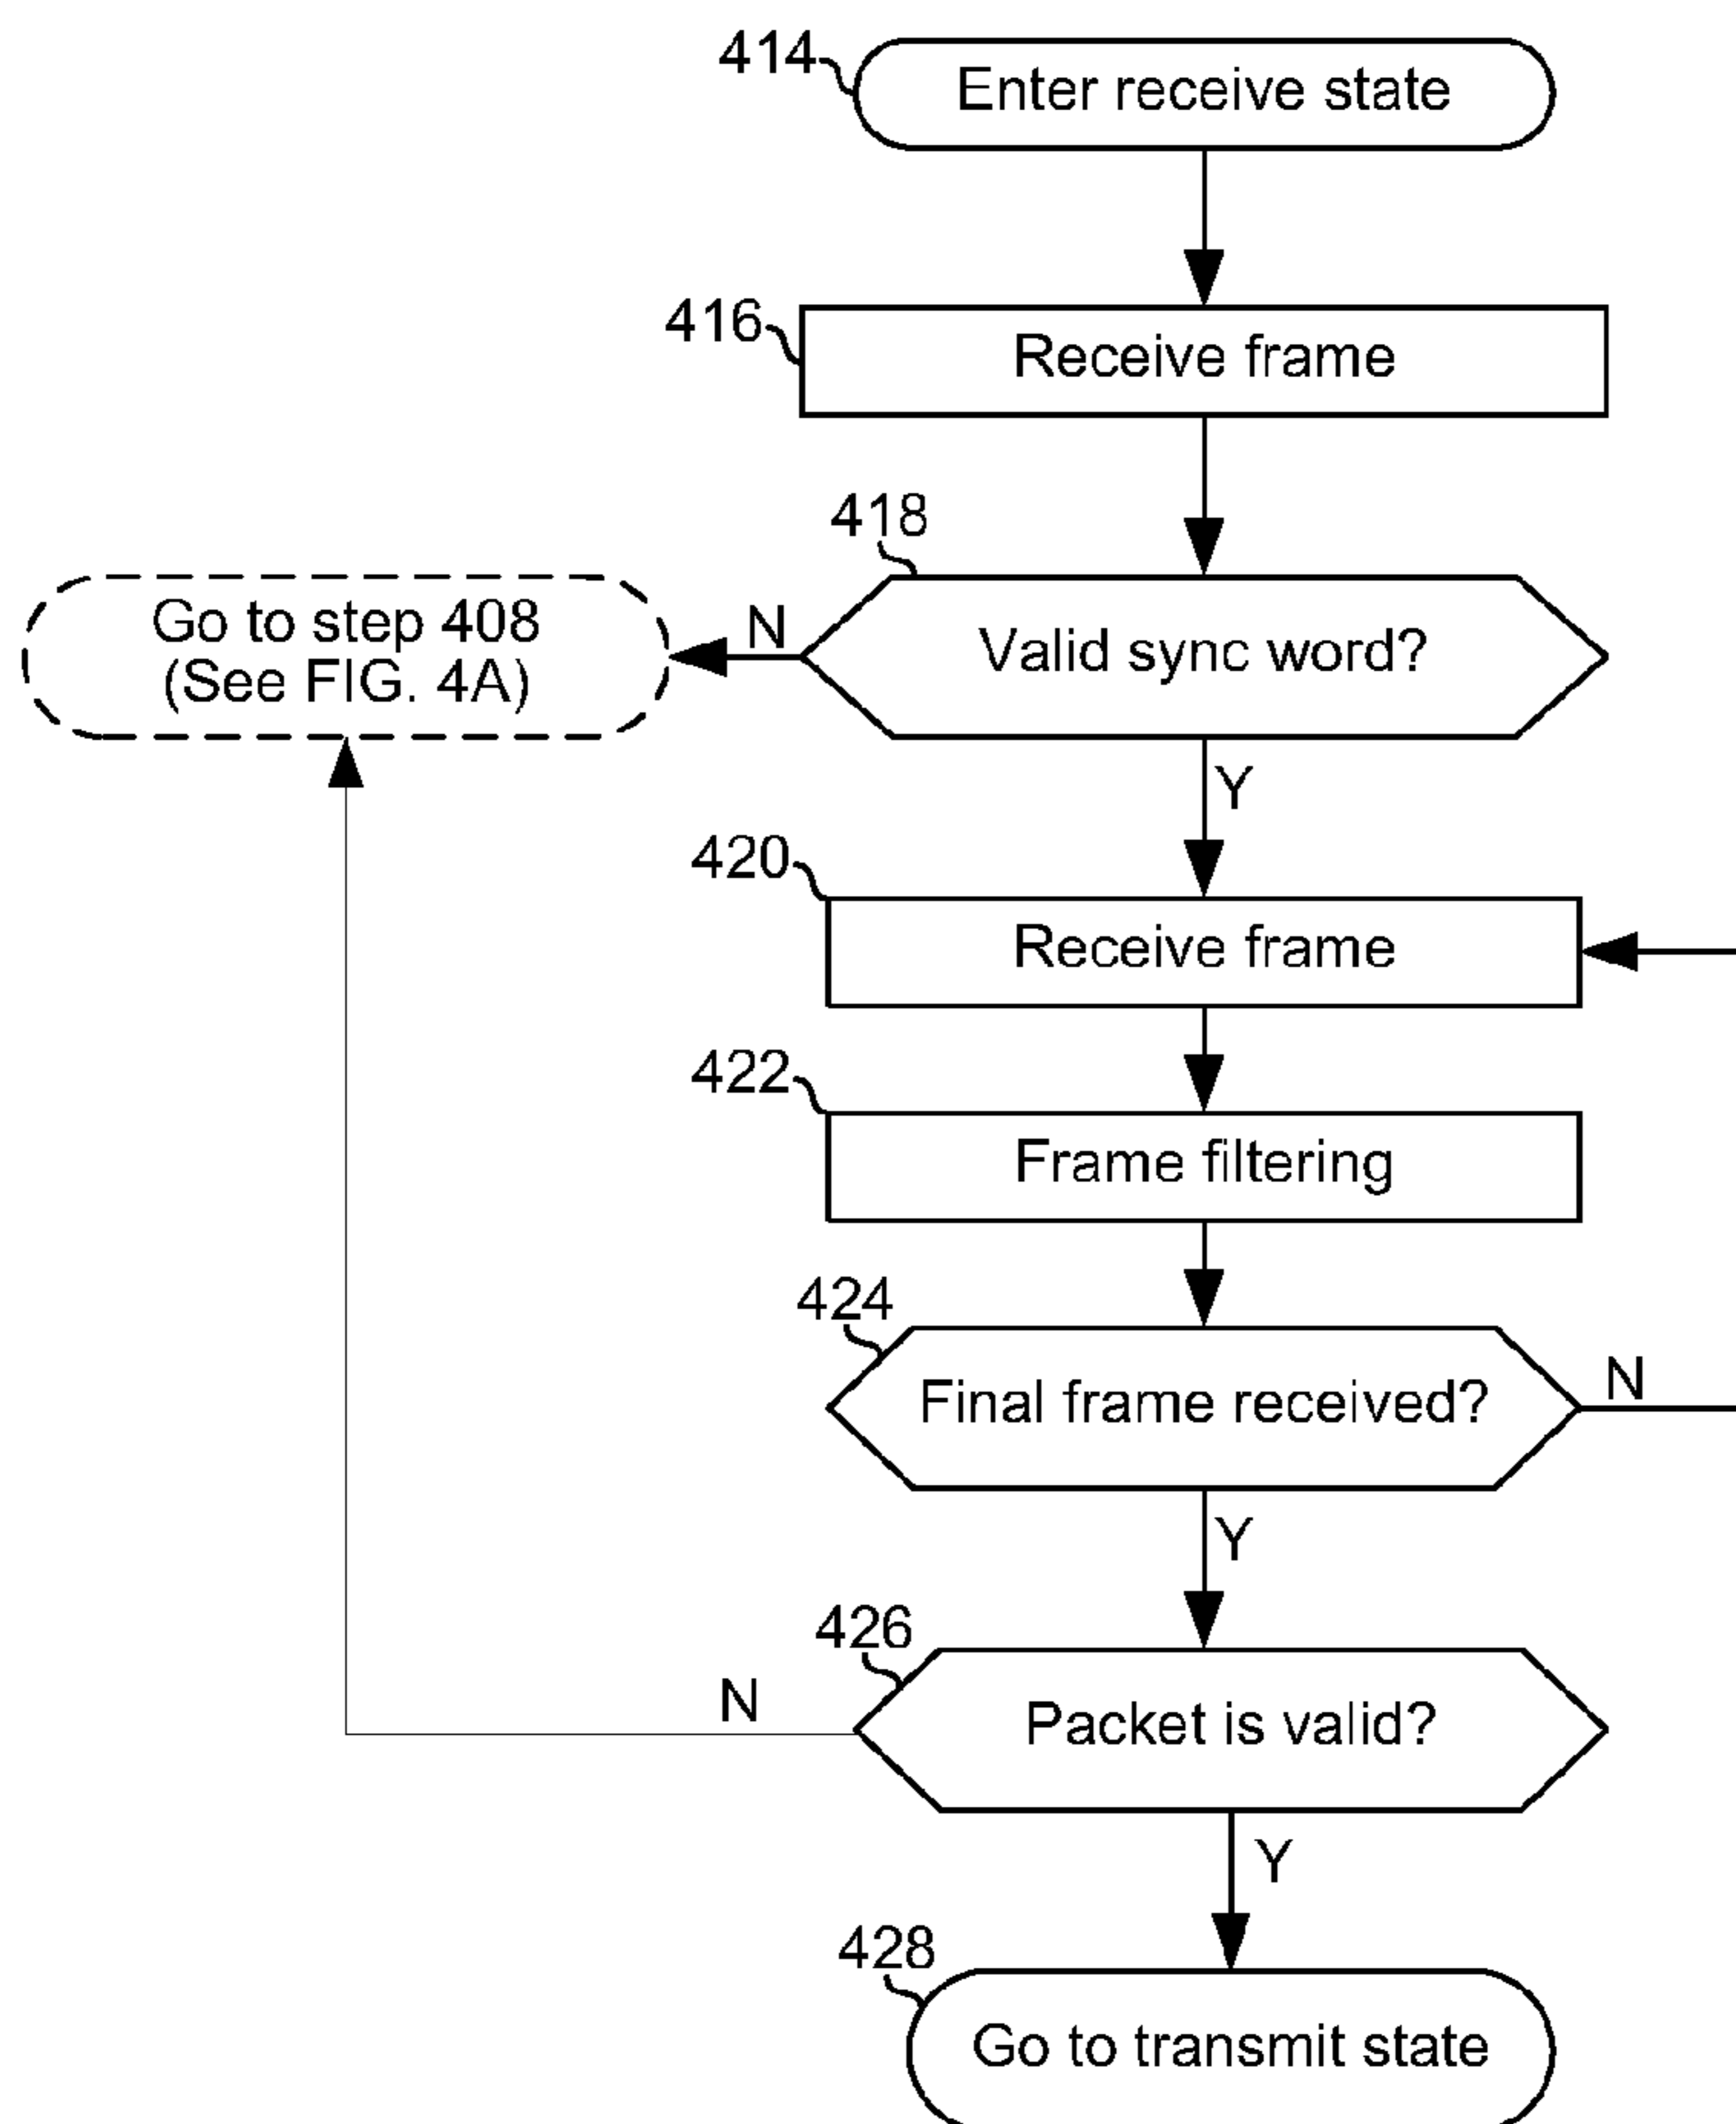 414
Enter receive state
416
Receive frame
418
Valid sync word?
N
Go to step 408
(See FIG. 4A)
Y
420
Receive frame
422
Frame filtering
424
Final frame received?
N
Y
426
Packet is valid?
N
Y
428
Go to transmit state